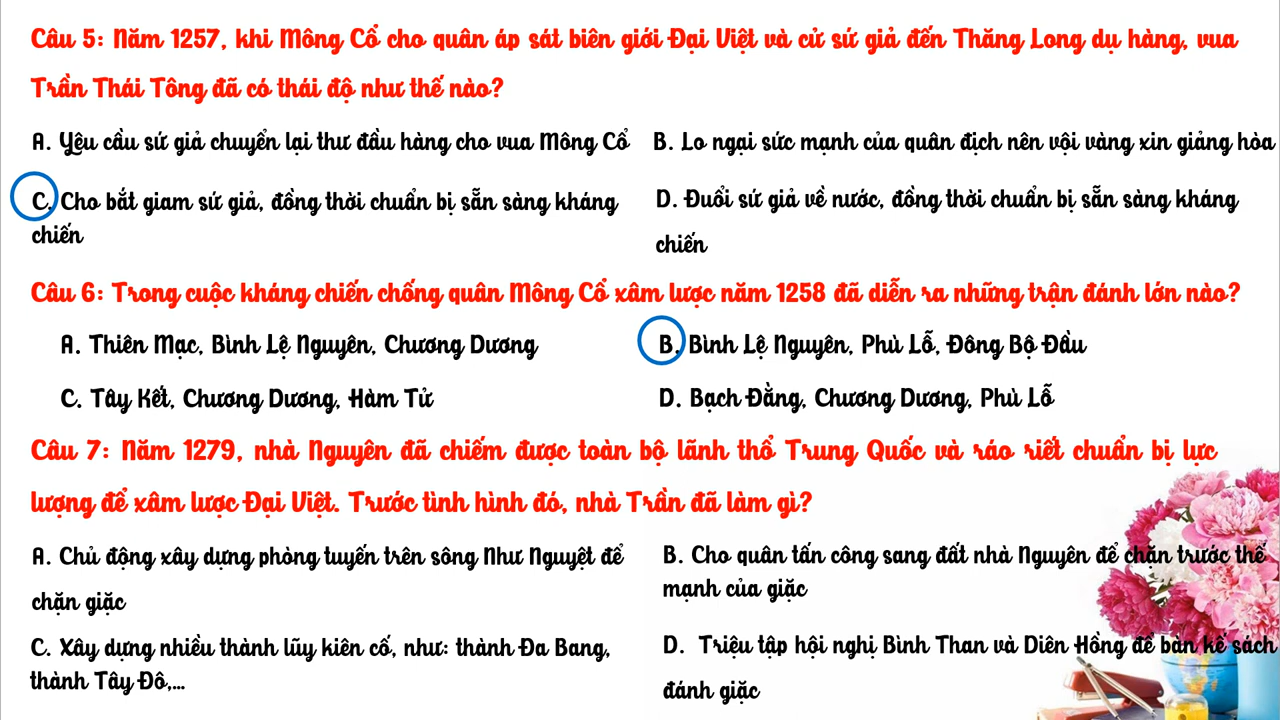 Câu 5: Năm 1257, khi Mông Cổ cho quân áp sát biên giới Đại Việt và cử sứ giả đến Thăng Long dụ hàng, vua
Trần Thái Tông đã có thái độ như thế nào?
A. Yêu cầu sứ giả chuyển lại thư đầu hàng cho vua Mông Cổ
B. Lo ngại sức mạnh của quân địch nên vội vàng xin giảng hòa
C. Cho bắt giam sứ giả, đồng thời chuẩn bị sẵn sàng kháng
chiến
D. Đuổi sứ giả về nước, đồng thời chuẩn bị sẵn sàng kháng
chiến
Câu 6: Trong cuộc kháng chiến chống quân Mông Cổ xâm lược năm 1258 đã diễn ra những trận đánh lớn nào?
A. Thiên Mạc, Bình Lệ Nguyên, Chương Dương
B. Bình Lệ Nguyên, Phù Lỗ, Đông Bộ Đầu
C. Tây Kết, Chương Dương, Hàm Tử
D. Bạch Đằng, Chương Dương, Phù Lỗ
Câu 7: Năm 1279, nhà Nguyên đã chiếm được toàn bộ lãnh thổ Trung Quốc và ráo riết chuẩn bị lực
lượng để xâm lược Đại Việt. Trước tình hình đó, nhà Trần đã làm gì?
A. Chủ động xây dựng phòng tuyến trên sông Như Nguyệt để
chặn giặc
B. Cho quân tấn công sang đất nhà Nguyên để chặn trước thế
mạnh của giặc
C. Xây dựng nhiều thành lũy kiên cố, như: thành Đa Bang,
thành Tây Đô,...
D. Triệu tập hội nghị Bình Than và Diên Hồng để bàn kế sách
đánh giặc